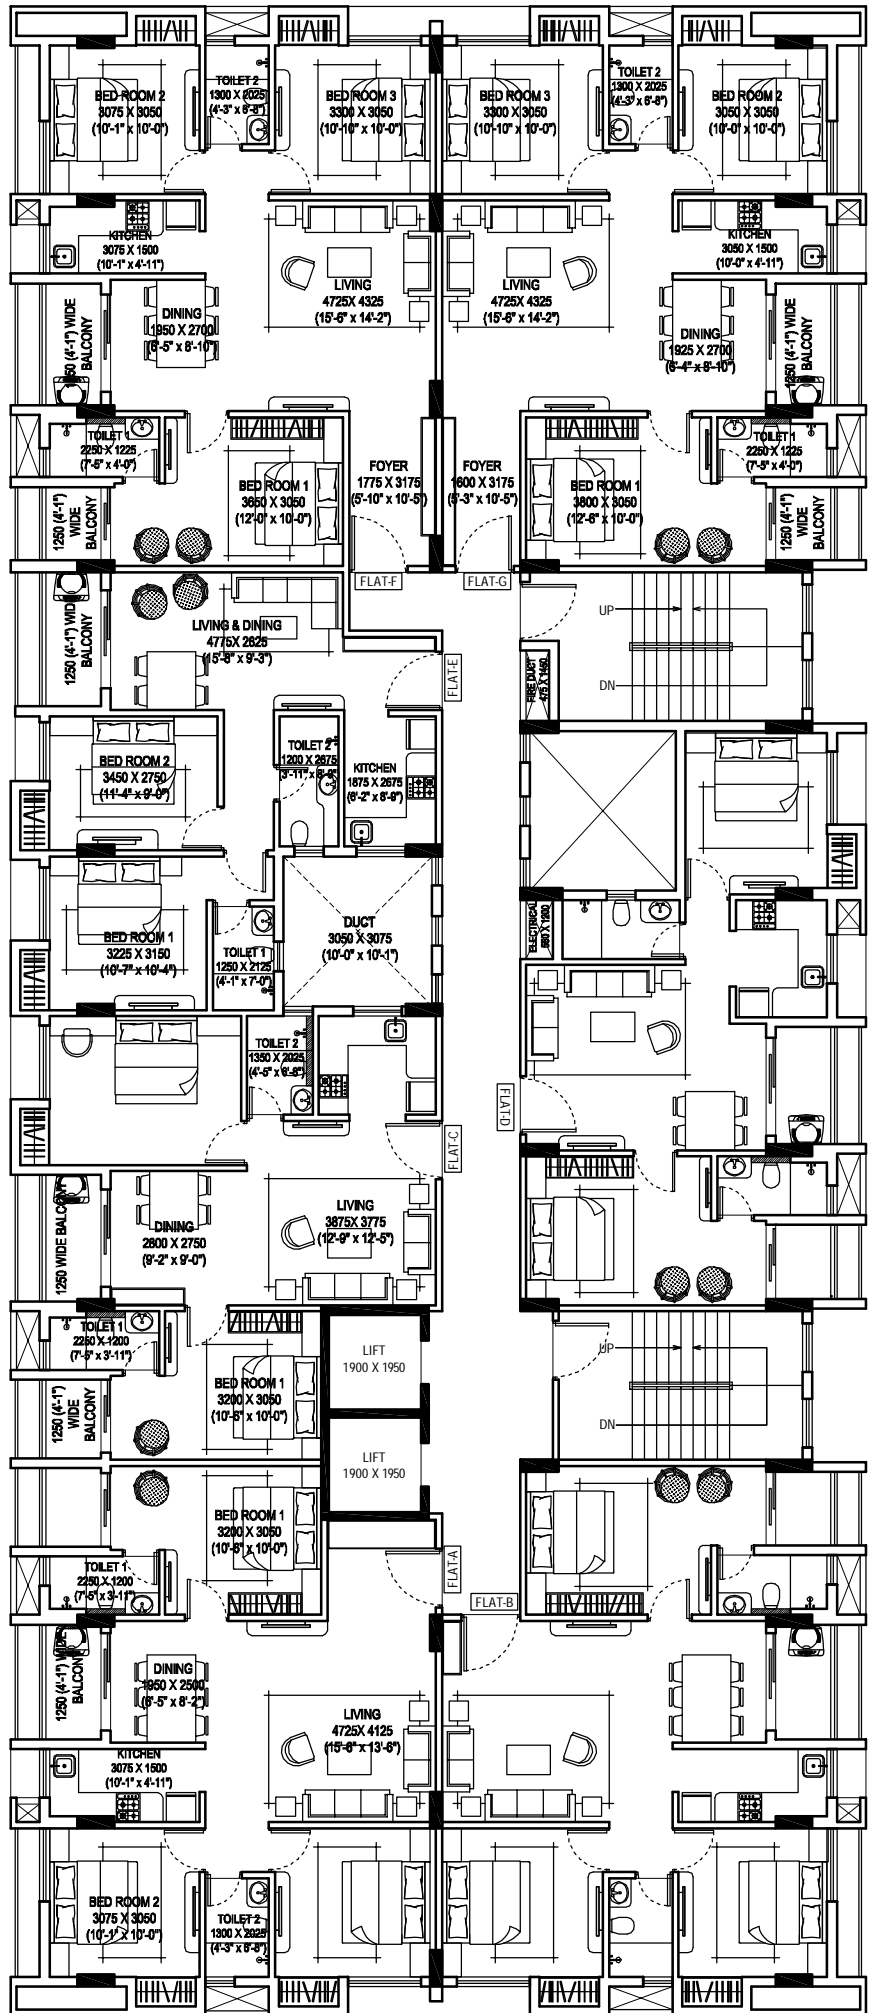 BED ROOM 2
3075 X 3050
(10'-1" x 10'-0")
TOILET 2
1300 X 2025
(4'-3" x 6'-8")
BED ROOM 3
3300 X 3050
(10'-10" x 10'-0")
BED ROOM 3
3300 X 3050
(10'-10" x 10'-0")
TOILET 2
1300 X 2025
(4'-3" x 6'-8")
BED ROOM 2
3050 X 3050
(10'-0" x 10'-0")
KITCHEN
3075 X 1500
(10'-1" x 4'-11")
LIVING
4725X 4325
(15'-6" x 14'-2")
LIVING
4725X 4325
(15'-6" x 14'-2")
KITCHEN
3050 X 1500
(10'-0" x 4'-11")
1250 (4'-1") WIDE
BALCONY
DINING
1950 X 2700
(6'-5" x 8'-10")
DINING
1925 X 2700
(6'-4" x 8'-10")
1250 (4'-1") WIDE
BALCONY
TOILET 1
2250 X 1225
(7'-5" x 4'-0")
BED ROOM 1
3650 X 3050
(12'-0" x 10'-0")
FOYER
1775 X 3175
(5'-10" x 10'-5")
FOYER
1600 X 3175
(5'-3" x 10'-5")
BED ROOM 1
3800 X 3050
(12'-6" x 10'-0")
TOILET 1
2250 X 1225
(7'-5" x 4'-0")
1250 (4'-1")
WIDE
BALCONY
1250 (4'-1")
WIDE
BALCONY
FLAT-F
FLAT-G
1250 (4'-1") WIDE
BALCONY
LIVING & DINING
4775X 2825
(15'-8" x 9'-3")
UP
DN
FLAT-E
FIRE DUCT
475 X 1450
BED ROOM 2
3450 X 2750
(11'-4" x 9'-0")
TOILET 2
1200 X 2675
(3'-11" x 8'-9")
KITCHEN
1875 X 2675
(6'-2" x 8'-9")
BED ROOM 1
3225 X 3150
(10'-7" x 10'-4")
TOILET 1
1250 X 2125
(4'-1" x 7'-0")
DUCT
3050 X 3075
(10'-0" x 10'-1")
ELECTRICAL
550 X 1200
TOILET 2
1350 X 2025
(4'-5" x 6'-8")
FLAT-C
FLAT-D
1250 WIDE BALCONY
DINING
2800 X 2750
(9'-2" x 9'-0")
LIVING
3875X 3775
(12'-9" x 12'-5")
TOILET 1
2250 X 1200
(7'-5" x 3'-11")
1250 (4'-1")
WIDE
BALCONY
BED ROOM 1
3200 X 3050
(10'-6" x 10'-0")
LIFT
1900 X 1950
UP
DN
LIFT
1900 X 1950
BED ROOM 1
3200 X 3050
(10'-6" x 10'-0")
TOILET 1
2250 X 1200
(7'-5" x 3'-11")
FLAT-A
FLAT-B
1250 (4'-1") WIDE
BALCONY
DINING
1950 X 2500
(6'-5" x 8'-2")
LIVING
4725X 4125
(15'-6" x 13'-6")
KITCHEN
3075 X 1500
(10'-1" x 4'-11")
BED ROOM 2
3075 X 3050
(10'-1" x 10'-0")
TOILET 2
1300 X 2025
(4'-3" x 6'-8")